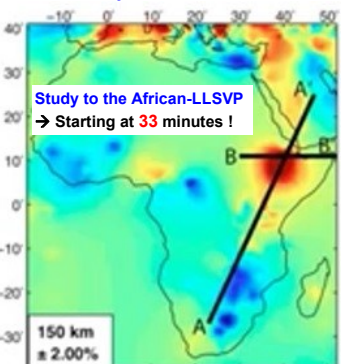 -10˚ 0˚ 10˚ 20˚ 30˚ 40˚ 50˚
40˚
30˚
20˚
10˚
0˚
-10˚
-20˚
-30˚
Study to the African-LLSVP
→ Starting at 33 minutes !
A'
B B'
A
150 km
± 2.00%